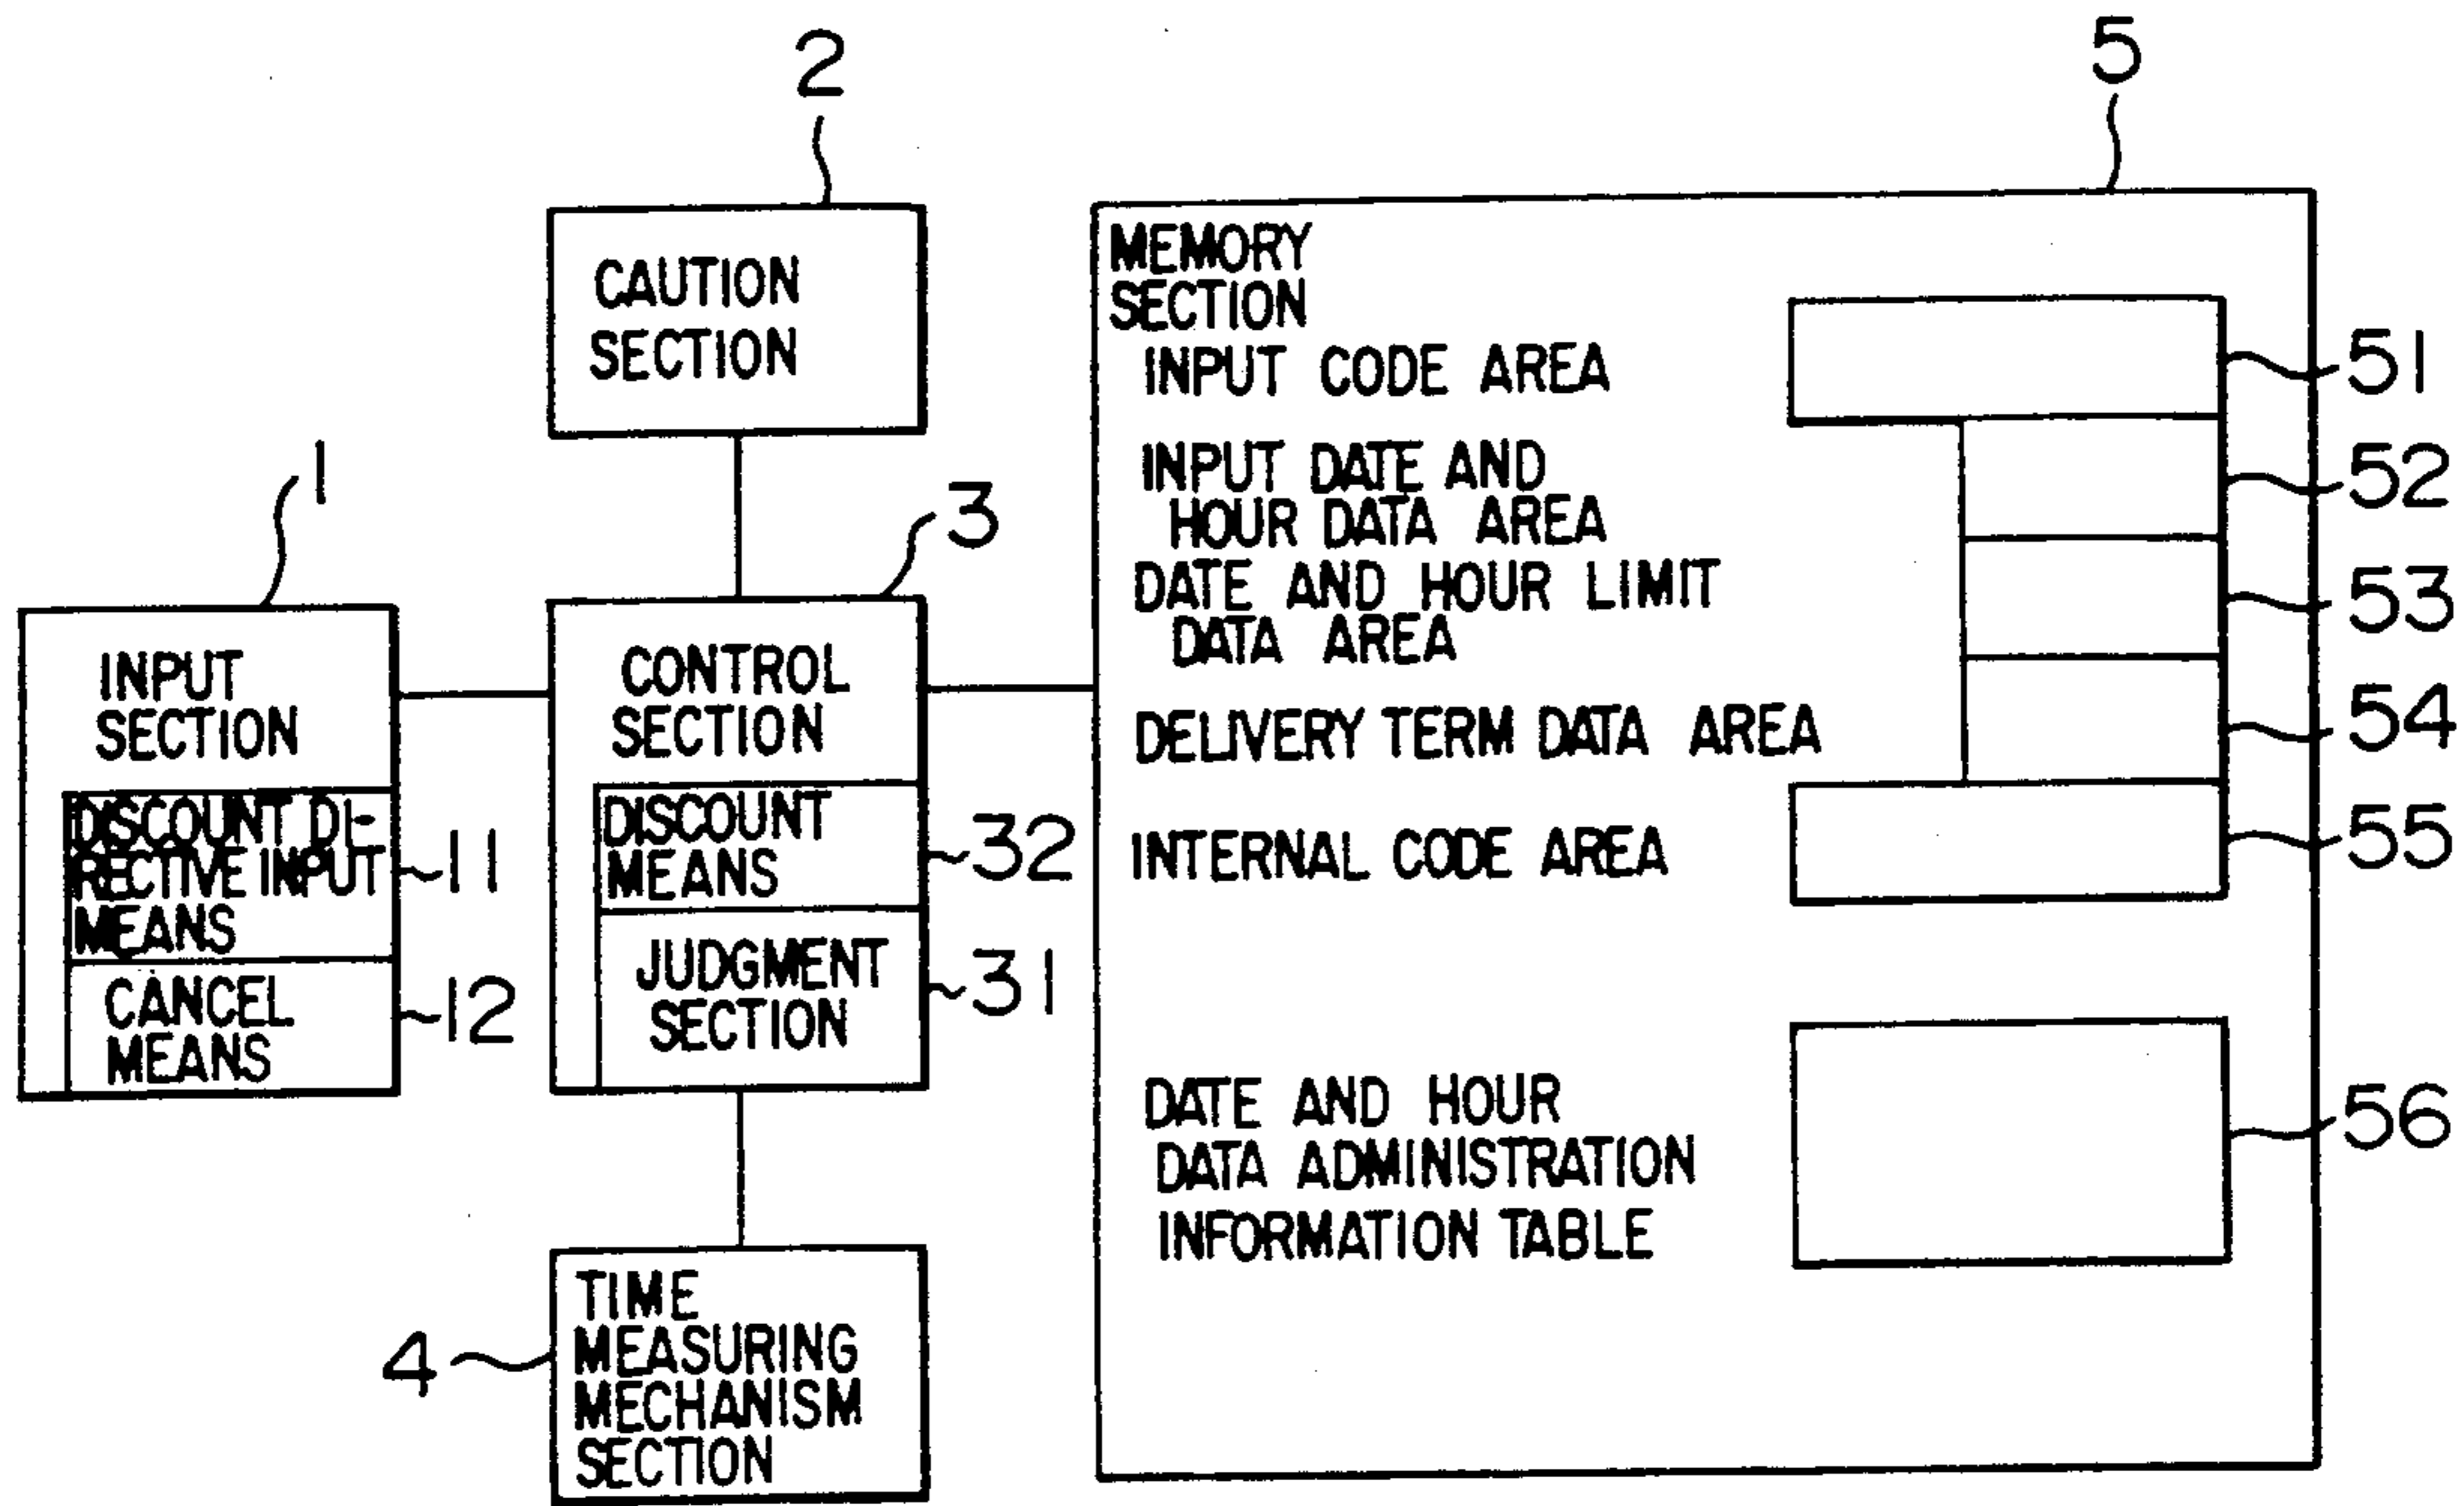 2
5
CAUTION
SECTION
1
3
INPUT
SECTION
DISCOUNT DI-
RECTIVE INPUT
MEANS
11
CANCEL
MEANS
12
CONTROL
SECTION
DISCOUNT
MEANS
32
JUDGMENT
SECTION
31
4
TIME
MEASURING
MECHANISM
SECTION
MEMORY
SECTION
INPUT CODE AREA
51
INPUT DATE AND
HOUR DATA AREA
52
DATE AND HOUR LIMIT
DATA AREA
53
DELIVERY TERM DATA AREA
54
INTERNAL CODE AREA
55
DATE AND HOUR
DATA ADMINISTRATION
INFORMATION TABLE
56